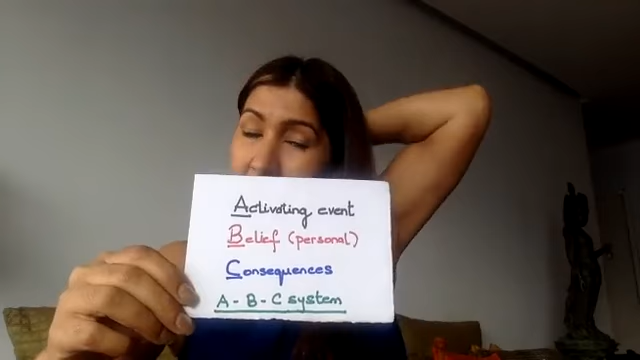 Activating event
Belief (personal)
Consequences
A - B - C system